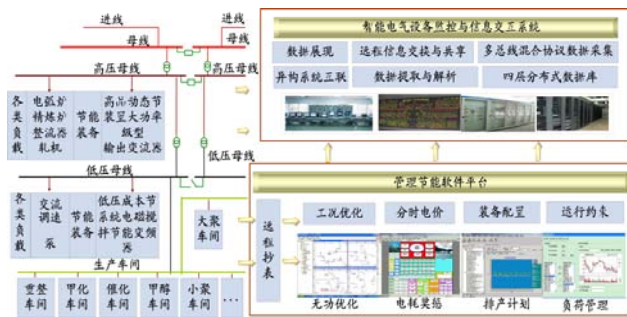 进线
进线
母线
母线
高压母线
高压母线
各类负载
电弧炉
精炼炉
整流器
轧机
节能装备
高品动态节
装置大功率
级型
输出交流器
低压母线
低压母线
各类负载
交流
调速
泵
节能装备
低压成本节
系统电磁搅
拌节能变频
器
大聚
车间
生产车间
重整
车间
甲化
车间
催化
车间
甲醇
车间
小聚
车间
...
智能电气设备监控与信息交互系统
数据展现
远程信息交换与共享
多总线混合协议数据采集
异构系统互联
数据提取与解析
四层分布式数据库
管理节能软件平台
远程抄表
工况优化
分时电价
装备配置
运行约束
无功优化
电耗奖惩
排产计划
负荷管理